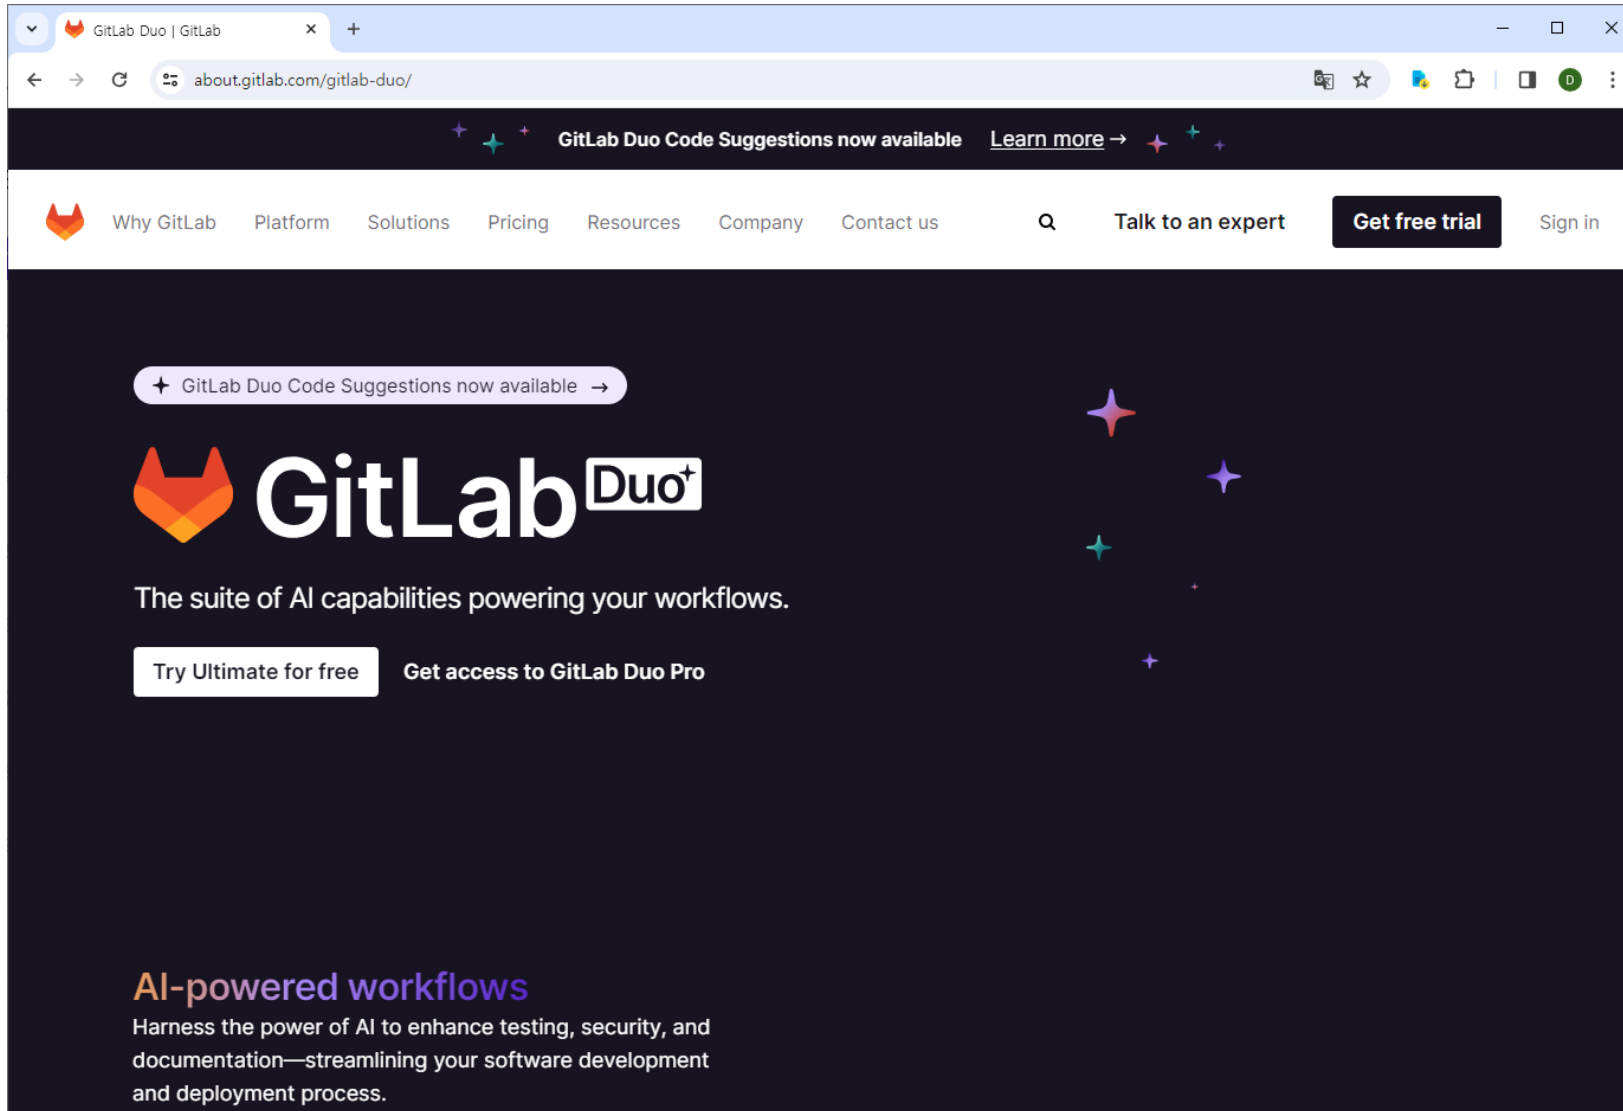 GitLab Duo | GitLab
about.gitlab.com/gitlab-duo/
D
GitLab Duo Code Suggestions now available Learn more →
Why GitLab Platform Solutions Pricing Resources Company Contact us Talk to an expert Get free trial Sign in
GitLab Duo Code Suggestions now available →
GitLab Duo
The suite of AI capabilities powering your workflows.
Try Ultimate for free Get access to GitLab Duo Pro
AI-powered workflows
Harness the power of AI to enhance testing, security, and
documentation—streamlining your software development
and deployment process.